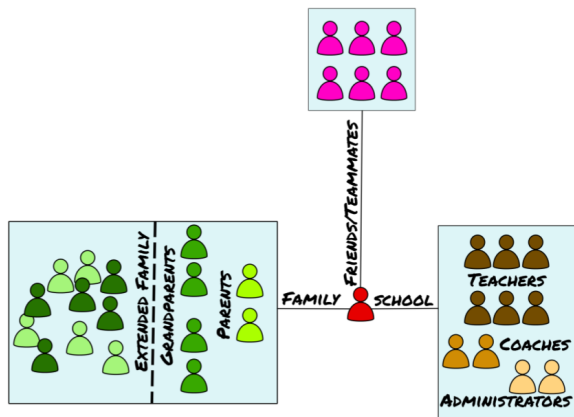 Friends/Teammates
Extended Family
Grandparents
Parents
Family
School
Teachers
Coaches
Administrators